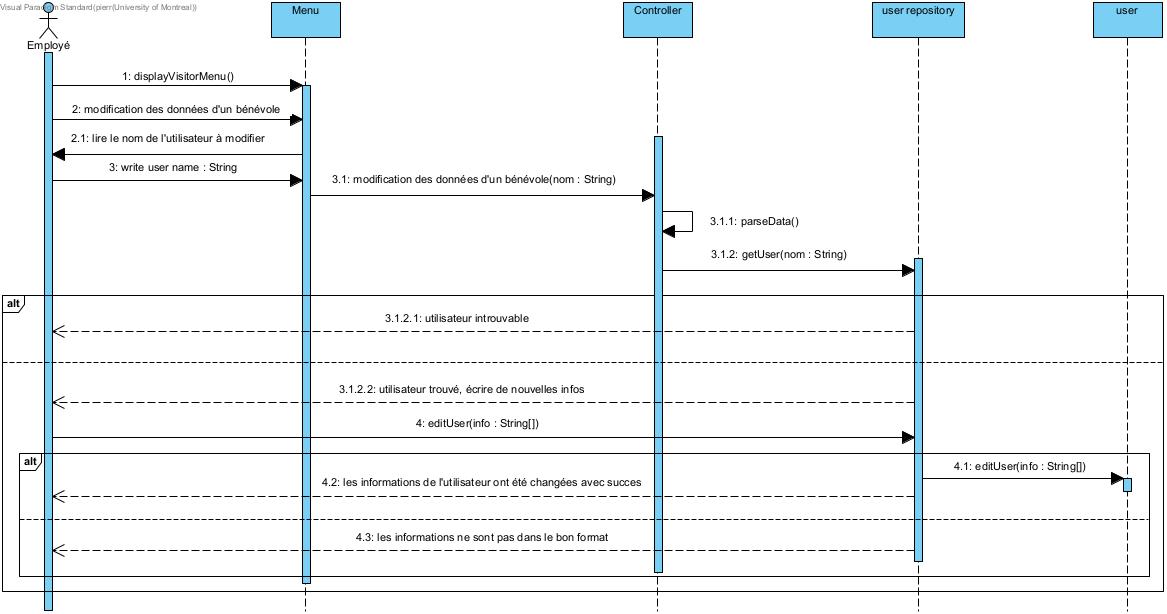 Visual Paradigm Standard(pierr(University of Montreal))
Employé
Menu
Controller
user repository
user
1: displayVisitorMenu()
2: modification des données d'un bénévole
2.1: lire le nom de l'utilisateur à modifier
3: write user name : String
3.1: modification des données d'un bénévole(nom : String)
3.1.1: parseData()
3.1.2: getUser(nom : String)
alt
3.1.2.1: utilisateur introuvable
3.1.2.2: utilisateur trouvé, écrire de nouvelles infos
4: editUser(info : String[])
alt
4.1: editUser(info : String[])
4.2: les informations de l'utilisateur ont été changées avec succes
4.3: les informations ne sont pas dans le bon format